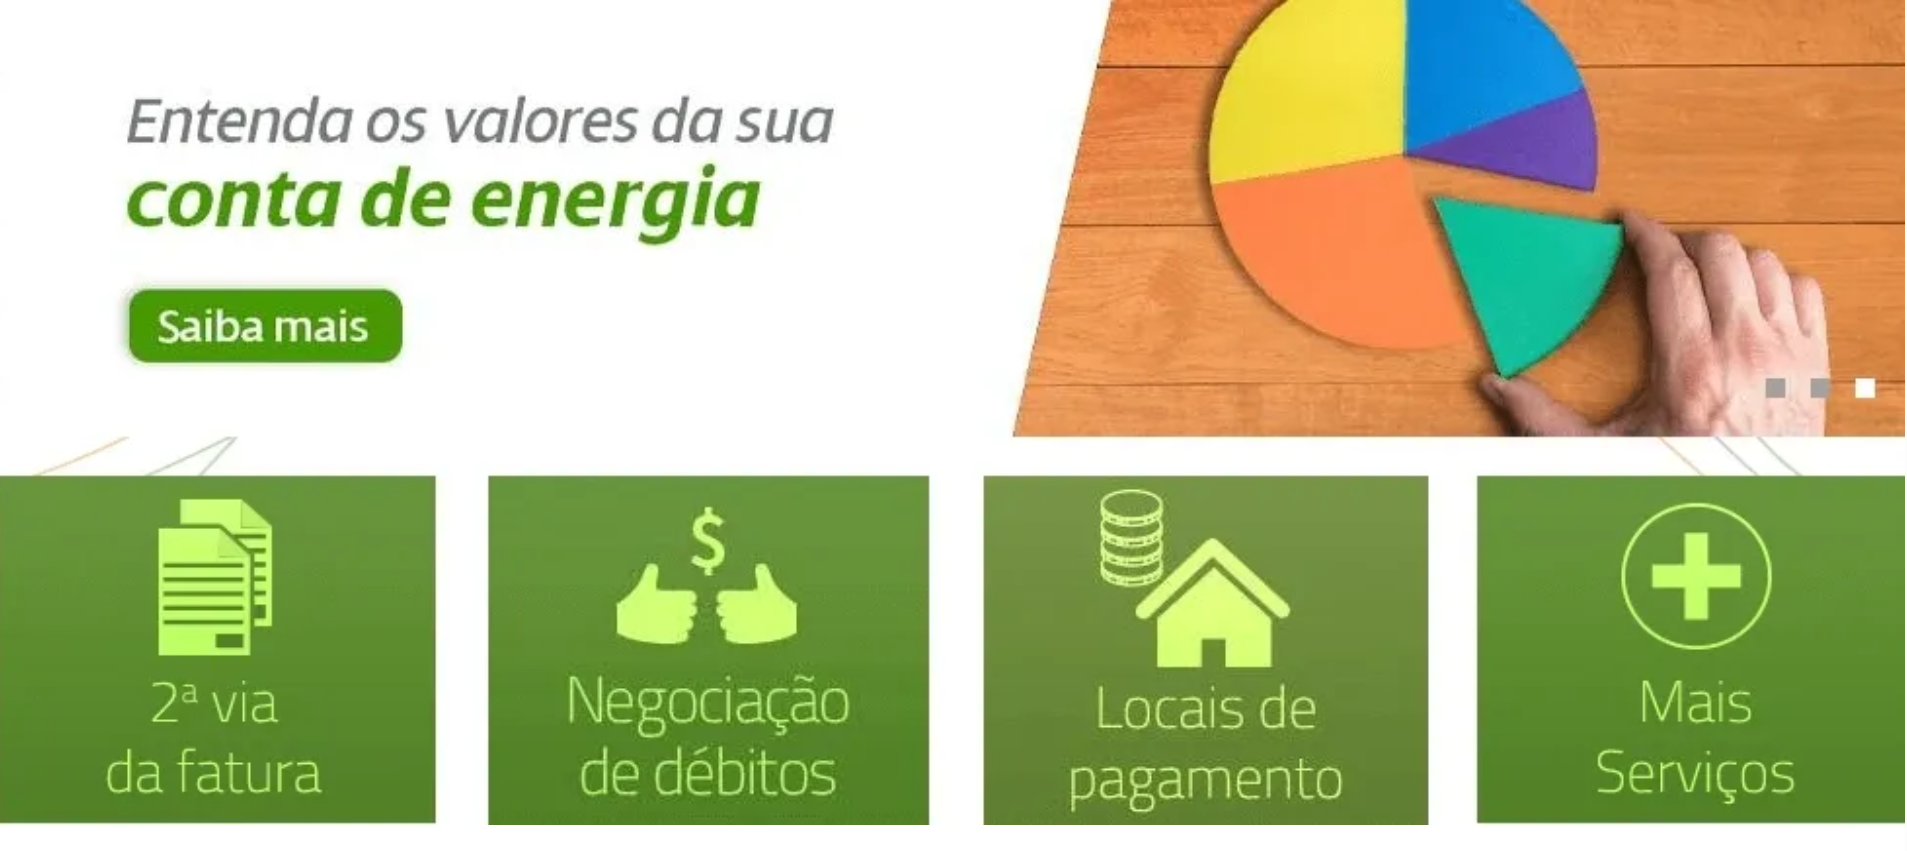 Entenda os valores da sua
conta de energia
Saiba mais
$
2ª via
da fatura
Negociação
de débitos
Locais de
pagamento
Mais
Serviços